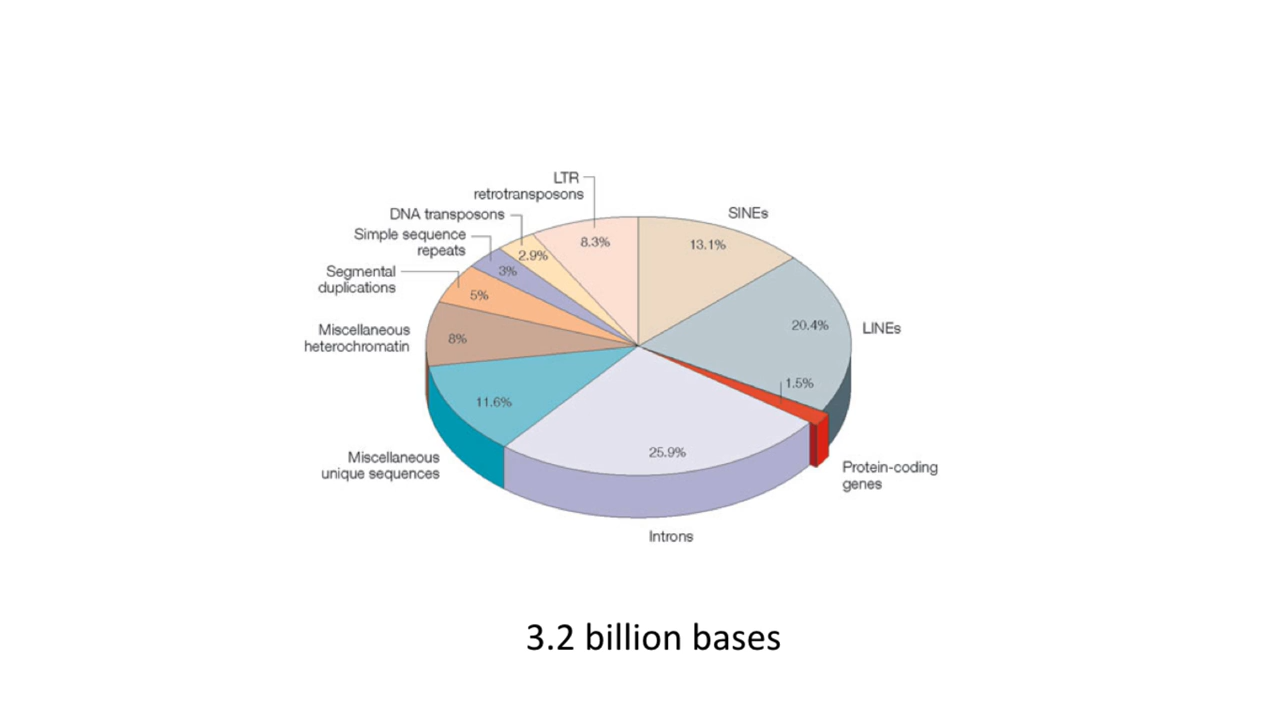 LTR
retrotransposons
DNA transposons
Simple sequence
repeats
Segmental
duplications
Miscellaneous
heterochromatin
Miscellaneous
unique sequences
SINEs
LINEs
Protein-coding
genes
Introns
8.3%
13.1%
2.9%
3%
5%
8%
11.6%
20.4%
1.5%
25.9%
3.2 billion bases